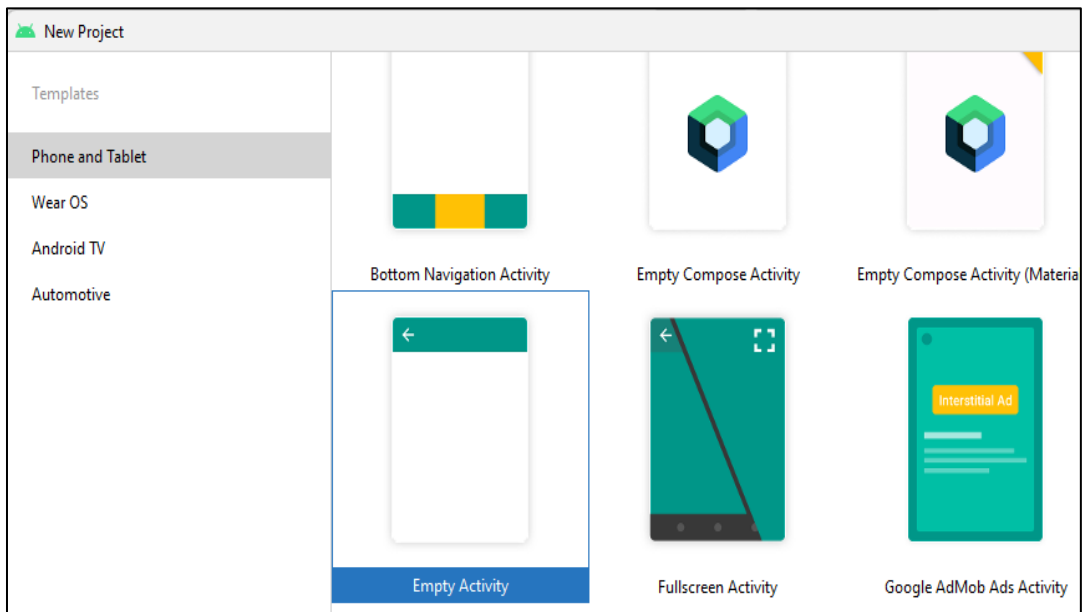 New Project
Templates
Phone and Tablet
Wear OS
Android TV
Automotive
Bottom Navigation Activity
Empty Compose Activity
Empty Compose Activity (Materia
Interstitial Ad
Empty Activity
Fullscreen Activity
Google AdMob Ads Activity